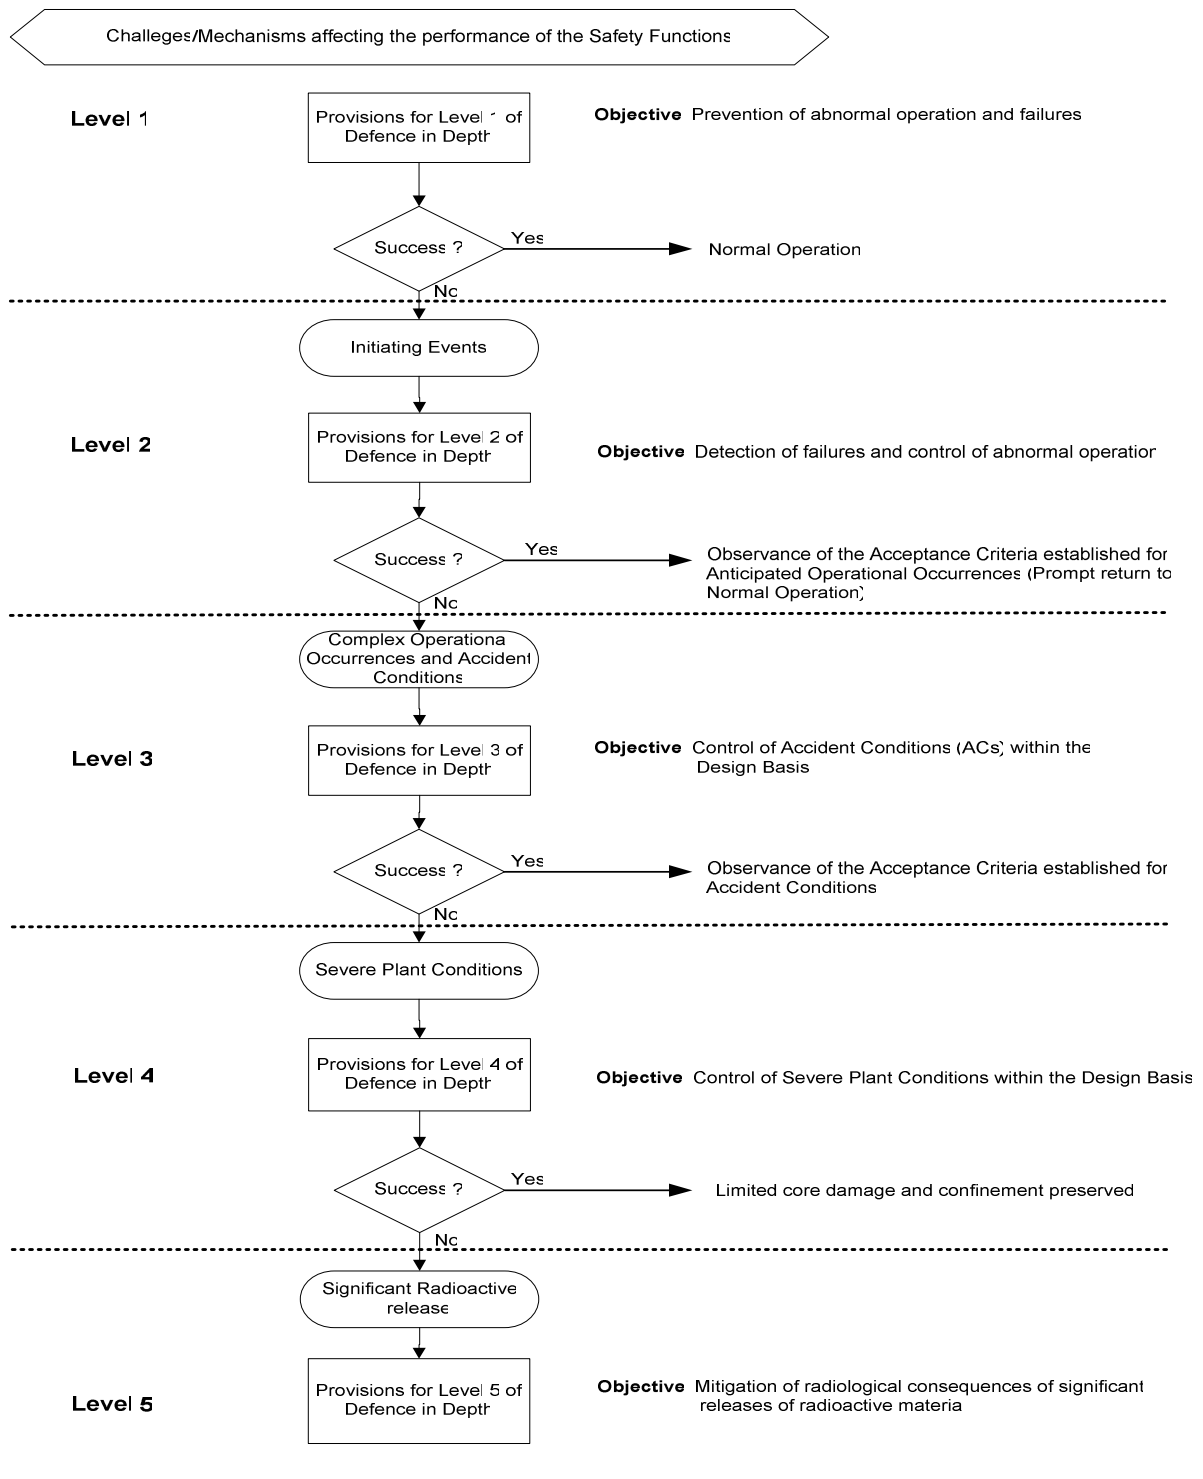 Challeges/Mechanisms affecting the performance of the Safety Functions
Level 1
Provisions for Level 1 of
Defence in Depth
Objective Prevention of abnormal operation and failures
Success ?
Yes
Normal Operation
No
Initiating Events
Level 2
Provisions for Level 2 of
Defence in Depth
Objective Detection of failures and control of abnormal operation
Success ?
Yes
Observance of the Acceptance Criteria established for
Anticipated Operational Occurrences (Prompt return to
Normal Operation)
No
Complex Operationa
Occurrences and Accident
Conditions
Level 3
Provisions for Level 3 of
Defence in Depth
Objective Control of Accident Conditions (ACs) within the
Design Basis
Success ?
Yes
Observance of the Acceptance Criteria established for
Accident Conditions
No
Severe Plant Conditions
Level 4
Provisions for Level 4 of
Defence in Depth
Objective Control of Severe Plant Conditions within the Design Basis
Success ?
Yes
Limited core damage and confinement preserved
No
Significant Radioactive
release
Level 5
Provisions for Level 5 of
Defence in Depth
Objective Mitigation of radiological consequences of significant
releases of radioactive materia